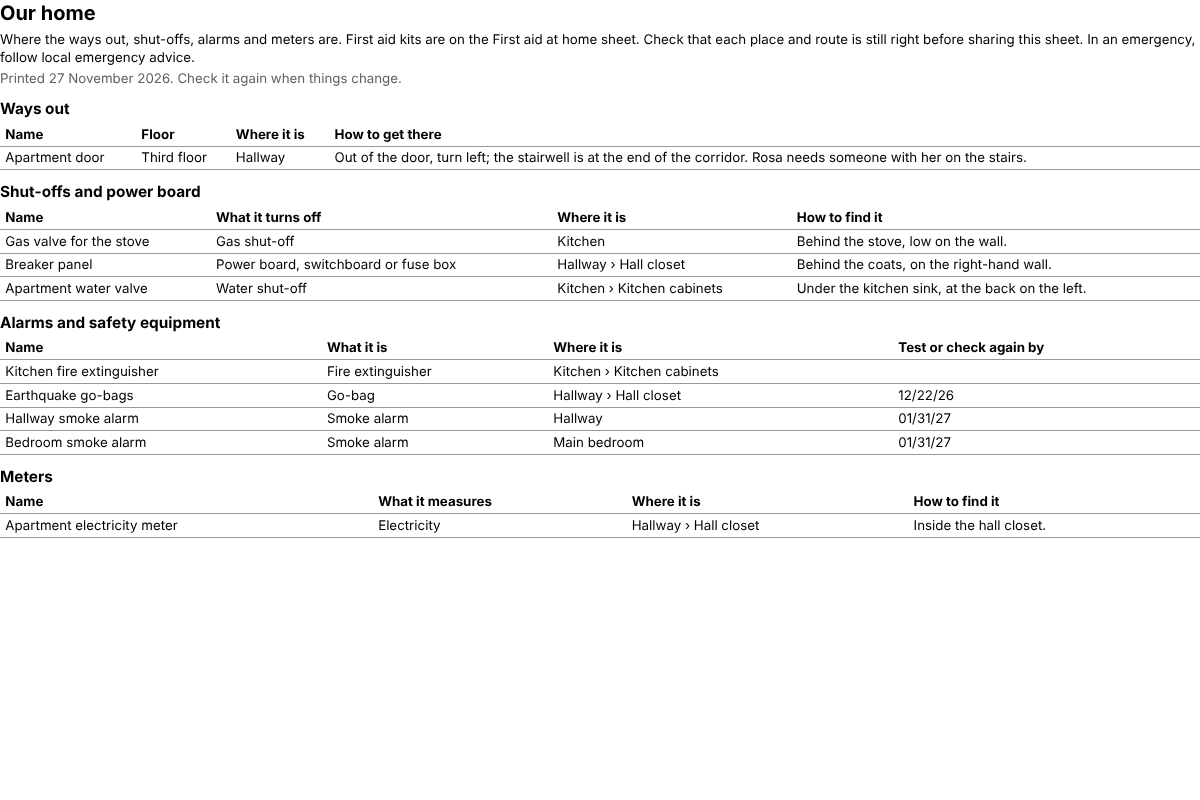 Our home
Where the ways out, shut-offs, alarms and meters are. First aid kits are on the First aid at home sheet. Check that each place and route is still right before sharing this sheet. In an emergency,
follow local emergency advice.
Printed 27 November 2026. Check it again when things change.
Ways out
Name Floor Where it is How to get there
Apartment door Third floor Hallway Out of the door, turn left; the stairwell is at the end of the corridor. Rosa needs someone with her on the stairs.
Shut-offs and power board
Name What it turns off Where it is How to find it
Gas valve for the stove Gas shut-off Kitchen Behind the stove, low on the wall.
Breaker panel Power board, switchboard or fuse box Hallway › Hall closet Behind the coats, on the right-hand wall.
Apartment water valve Water shut-off Kitchen › Kitchen cabinets Under the kitchen sink, at the back on the left.
Alarms and safety equipment
Name What it is Where it is Test or check again by
Kitchen fire extinguisher Fire extinguisher Kitchen › Kitchen cabinets
Earthquake go-bags Go-bag Hallway › Hall closet 12/22/26
Hallway smoke alarm Smoke alarm Hallway 01/31/27
Bedroom smoke alarm Smoke alarm Main bedroom 01/31/27
Meters
Name What it measures Where it is How to find it
Apartment electricity meter Electricity Hallway › Hall closet Inside the hall closet.